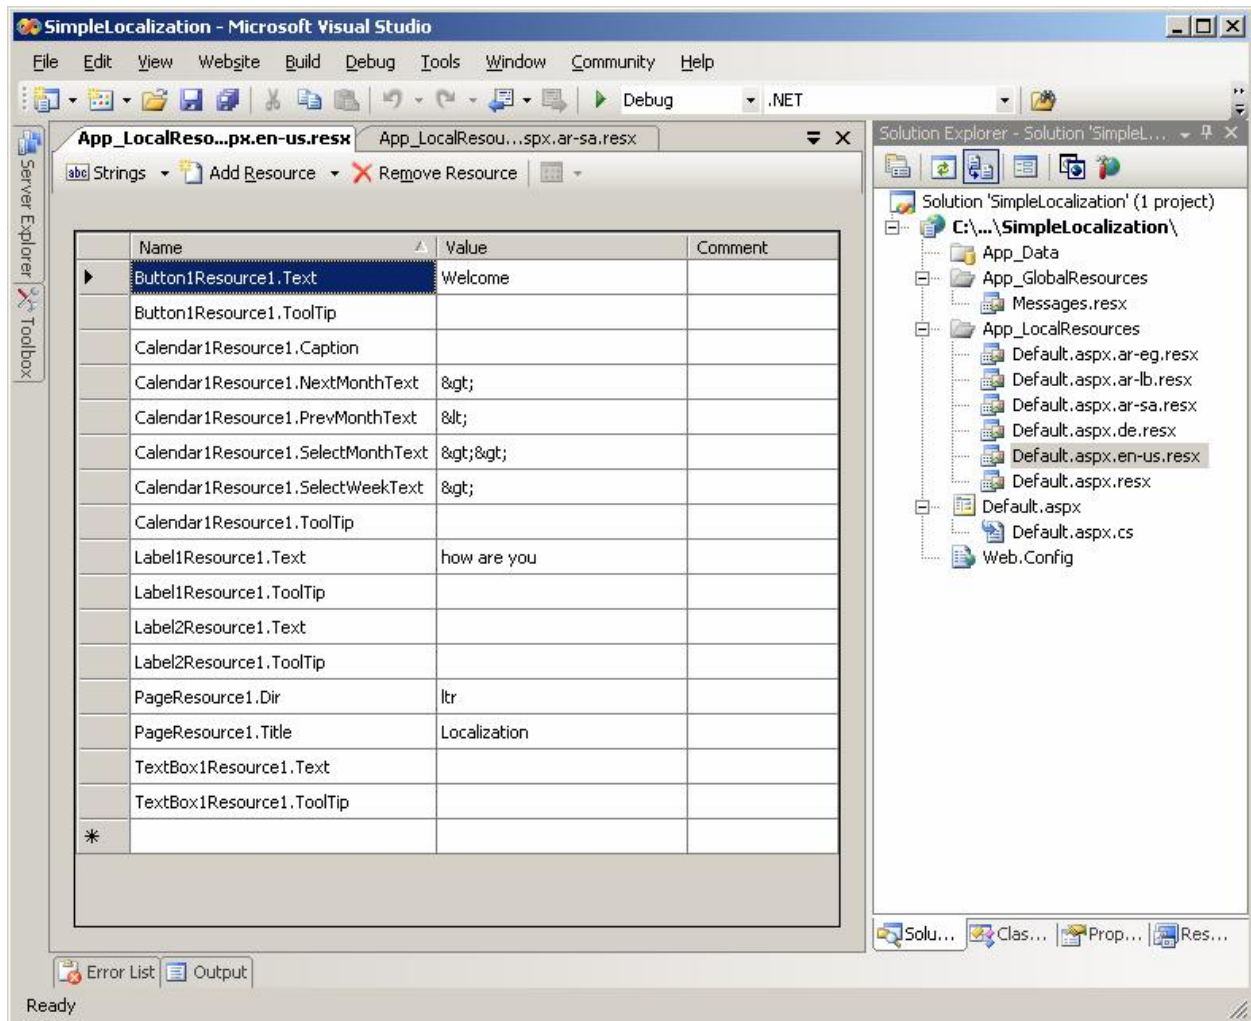 SimpleLocalization - Microsoft Visual Studio
File Edit View Website Build Debug Tools Window Community Help
Debug .NET
App_LocalReso...px.en-us.resx App_LocalResou...spx.ar-sa.resx
Strings Add Resource Remove Resource
Server Explorer
Toolbox
Name Value Comment
Button1Resource1.Text Welcome
Button1Resource1.ToolTip
Calendar1Resource1.Caption
Calendar1Resource1.NextMonthText &gt;
Calendar1Resource1.PrevMonthText &lt;
Calendar1Resource1.SelectMonthText &gt;&gt;
Calendar1Resource1.SelectWeekText &gt;
Calendar1Resource1.ToolTip
Label1Resource1.Text how are you
Label1Resource1.ToolTip
Label2Resource1.Text
Label2Resource1.ToolTip
PageResource1.Dir ltr
PageResource1.Title Localization
TextBox1Resource1.Text
TextBox1Resource1.ToolTip
Solution Explorer - Solution 'SimpleL...
Solution 'SimpleLocalization' (1 project)
C:\...\SimpleLocalization\
App_Data
App_GlobalResources
Messages.resx
App_LocalResources
Default.aspx.ar-eg.resx
Default.aspx.ar-lb.resx
Default.aspx.ar-sa.resx
Default.aspx.de.resx
Default.aspx.en-us.resx
Default.aspx.resx
Default.aspx
Default.aspx.cs
Web.Config
Solu... Clas... Prop... Res...
Error List Output
Ready